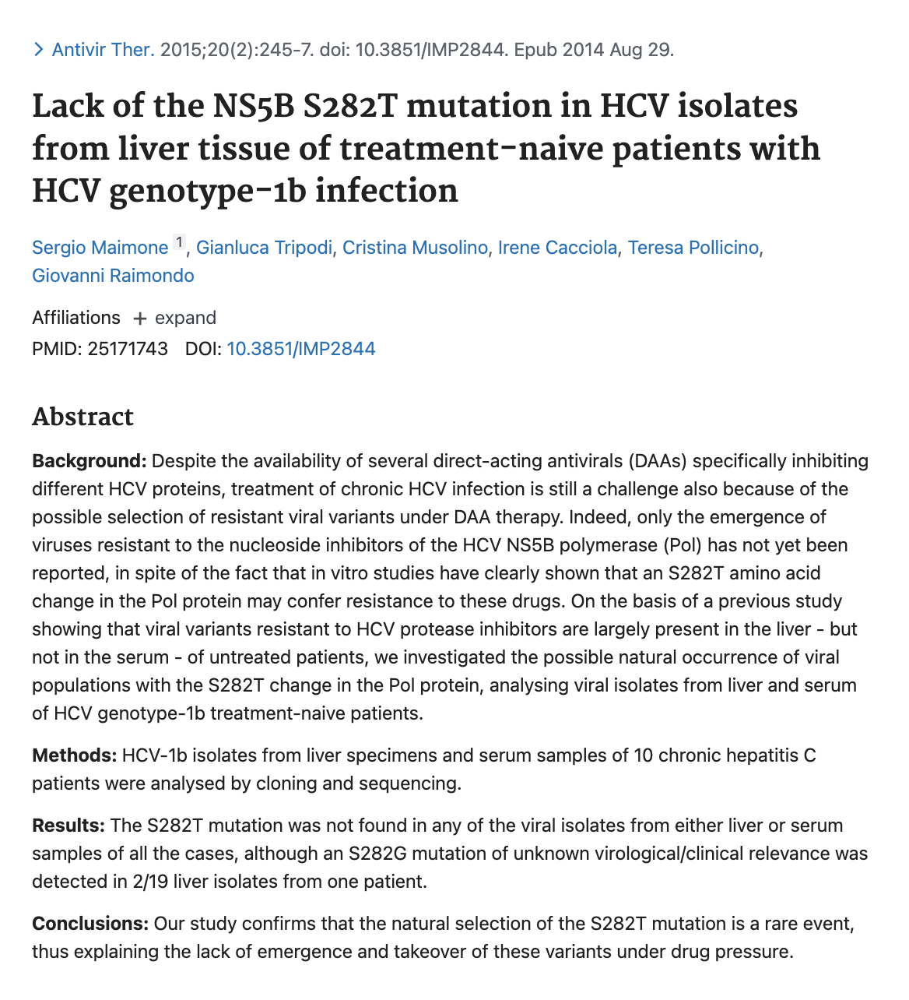 > Antivir Ther. 2015;20(2):245-7. doi: 10.3851/IMP2844. Epub 2014 Aug 29.
Lack of the NS5B S282T mutation in HCV isolates
from liver tissue of treatment-naive patients with
HCV genotype-1b infection
Sergio Maimone 1, Gianluca Tripodi, Cristina Musolino, Irene Cacciola, Teresa Pollicino,
Giovanni Raimondo
Affiliations + expand
PMID: 25171743 DOI: 10.3851/IMP2844
Abstract
Background: Despite the availability of several direct-acting antivirals (DAAs) specifically inhibiting
different HCV proteins, treatment of chronic HCV infection is still a challenge also because of the
possible selection of resistant viral variants under DAA therapy. Indeed, only the emergence of
viruses resistant to the nucleoside inhibitors of the HCV NS5B polymerase (Pol) has not yet been
reported, in spite of the fact that in vitro studies have clearly shown that an S282T amino acid
change in the Pol protein may confer resistance to these drugs. On the basis of a previous study
showing that viral variants resistant to HCV protease inhibitors are largely present in the liver - but
not in the serum - of untreated patients, we investigated the possible natural occurrence of viral
populations with the S282T change in the Pol protein, analysing viral isolates from liver and serum
of HCV genotype-1b treatment-naive patients.
Methods: HCV-1b isolates from liver specimens and serum samples of 10 chronic hepatitis C
patients were analysed by cloning and sequencing.
Results: The S282T mutation was not found in any of the viral isolates from either liver or serum
samples of all the cases, although an S282G mutation of unknown virological/clinical relevance was
detected in 2/19 liver isolates from one patient.
Conclusions: Our study confirms that the natural selection of the S282T mutation is a rare event,
thus explaining the lack of emergence and takeover of these variants under drug pressure.